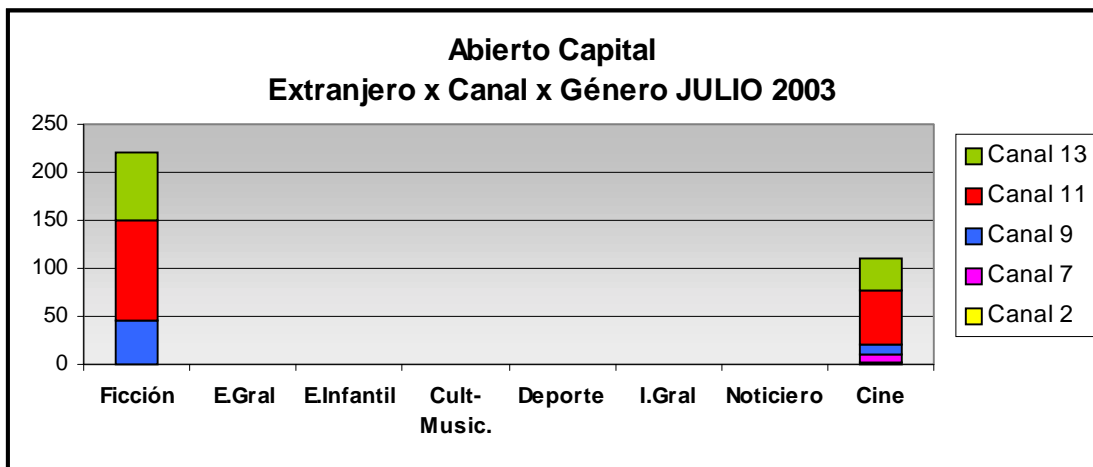 Abierto Capital
Extranjero x Canal x Género JULIO 2003
250
200
150
100
50
0
Ficción E.Gral E.Infantil Cult- Deporte I.Gral Noticiero Cine
Music.
Canal 13
Canal 11
Canal 9
Canal 7
Canal 2